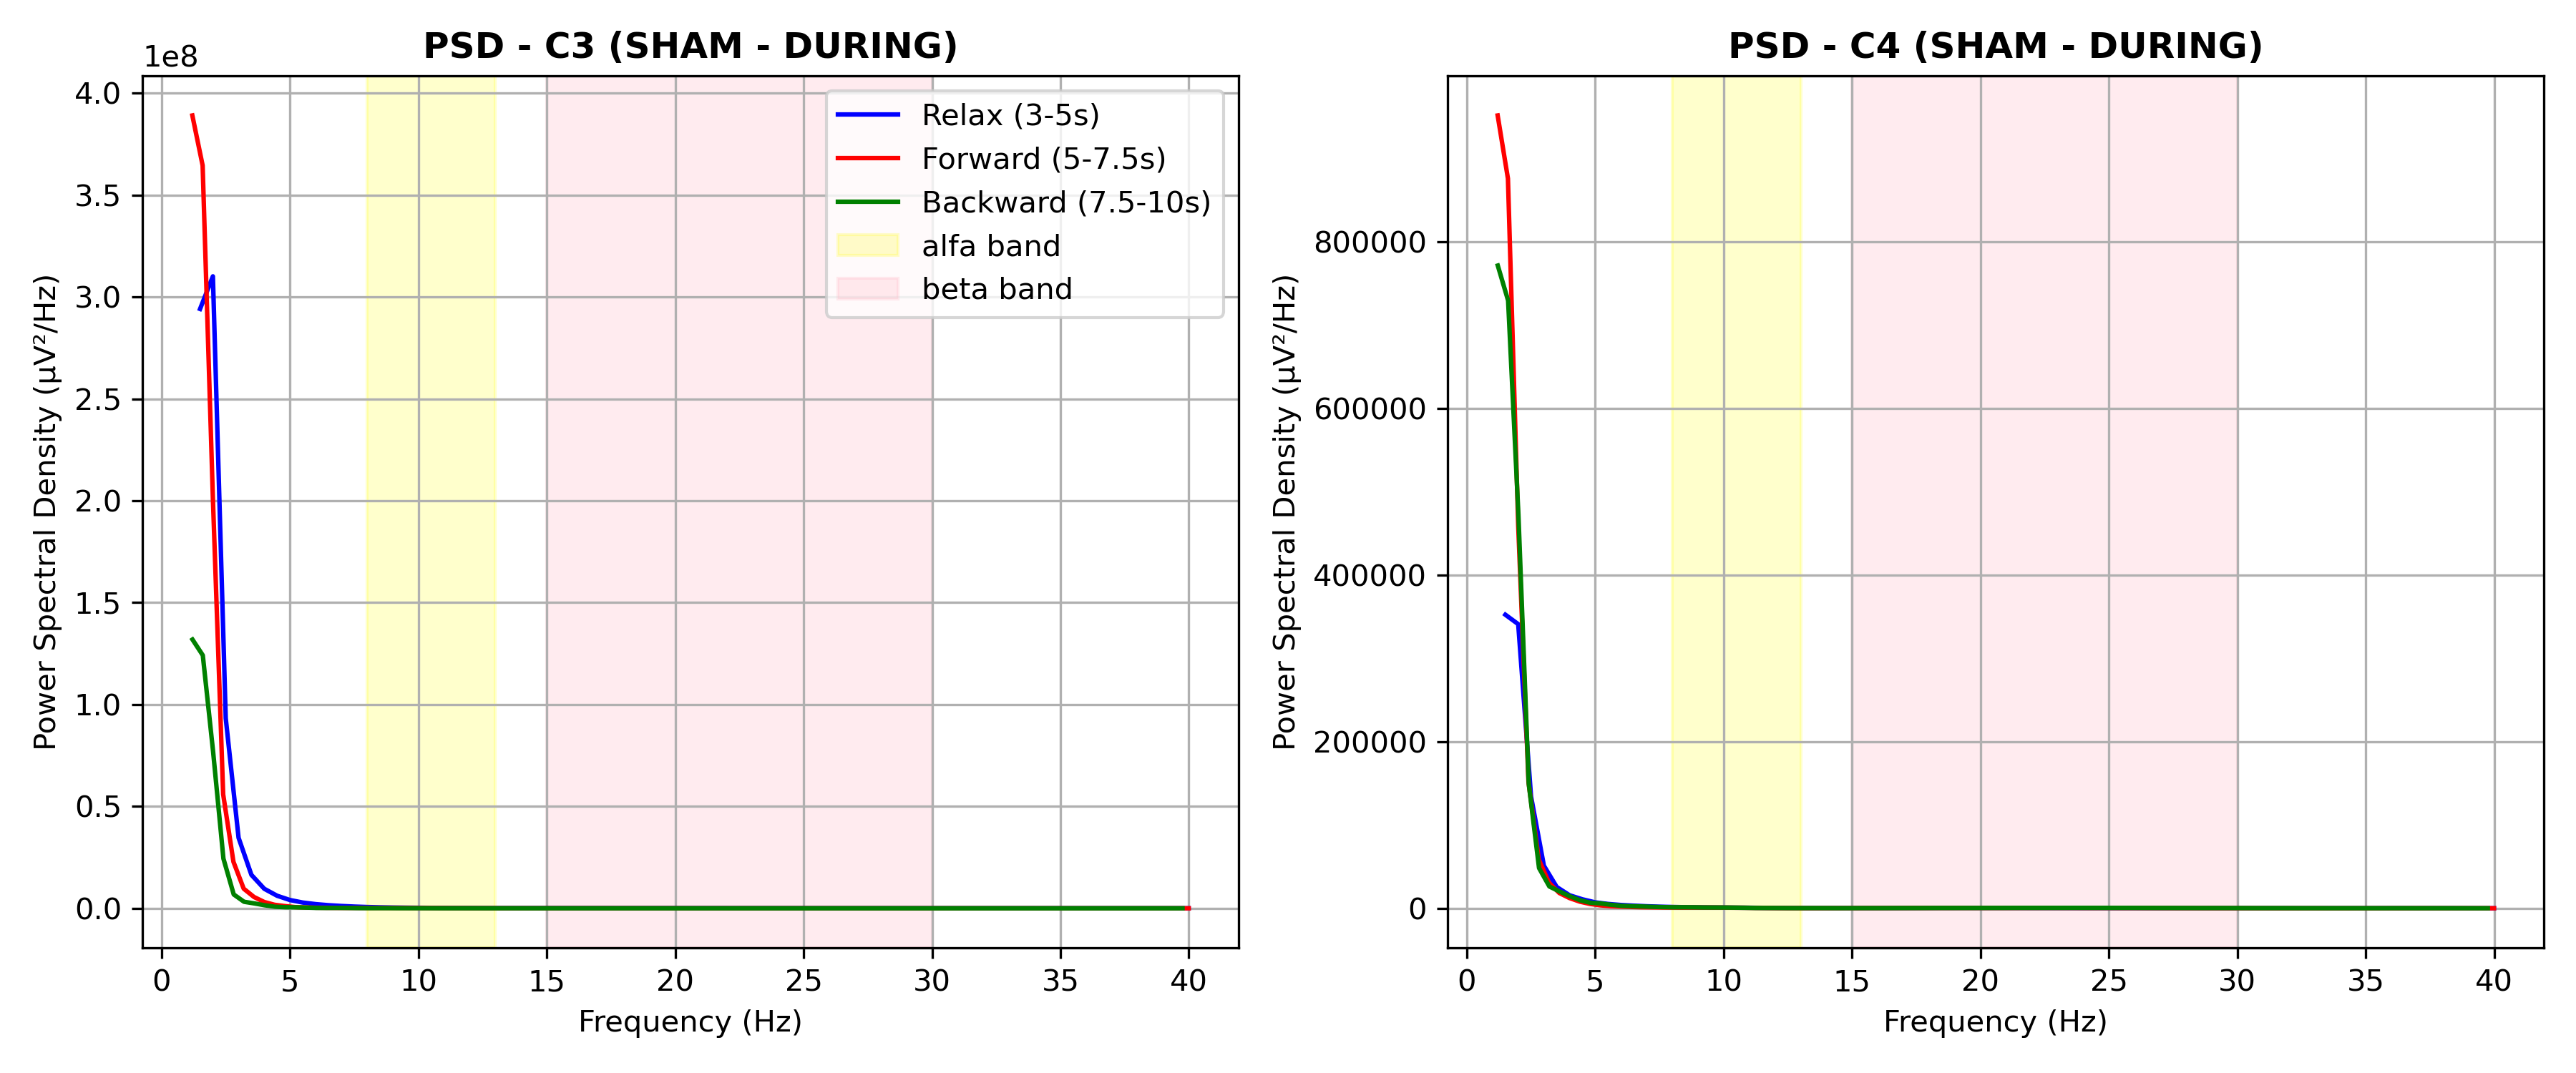 PSD - C3 (SHAM - DURING)
1e8
4.0
3.5
3.0
2.5
2.0
1.5
1.0
0.5
0.0
Power Spectral Density (µV²/Hz)
Relax (3-5s)
Forward (5-7.5s)
Backward (7.5-10s)
alfa band
beta band
0 5 10 15 20 25 30 35 40
Frequency (Hz)
PSD - C4 (SHAM - DURING)
800000
600000
400000
200000
0
Power Spectral Density (µV²/Hz)
0 5 10 15 20 25 30 35 40
Frequency (Hz)